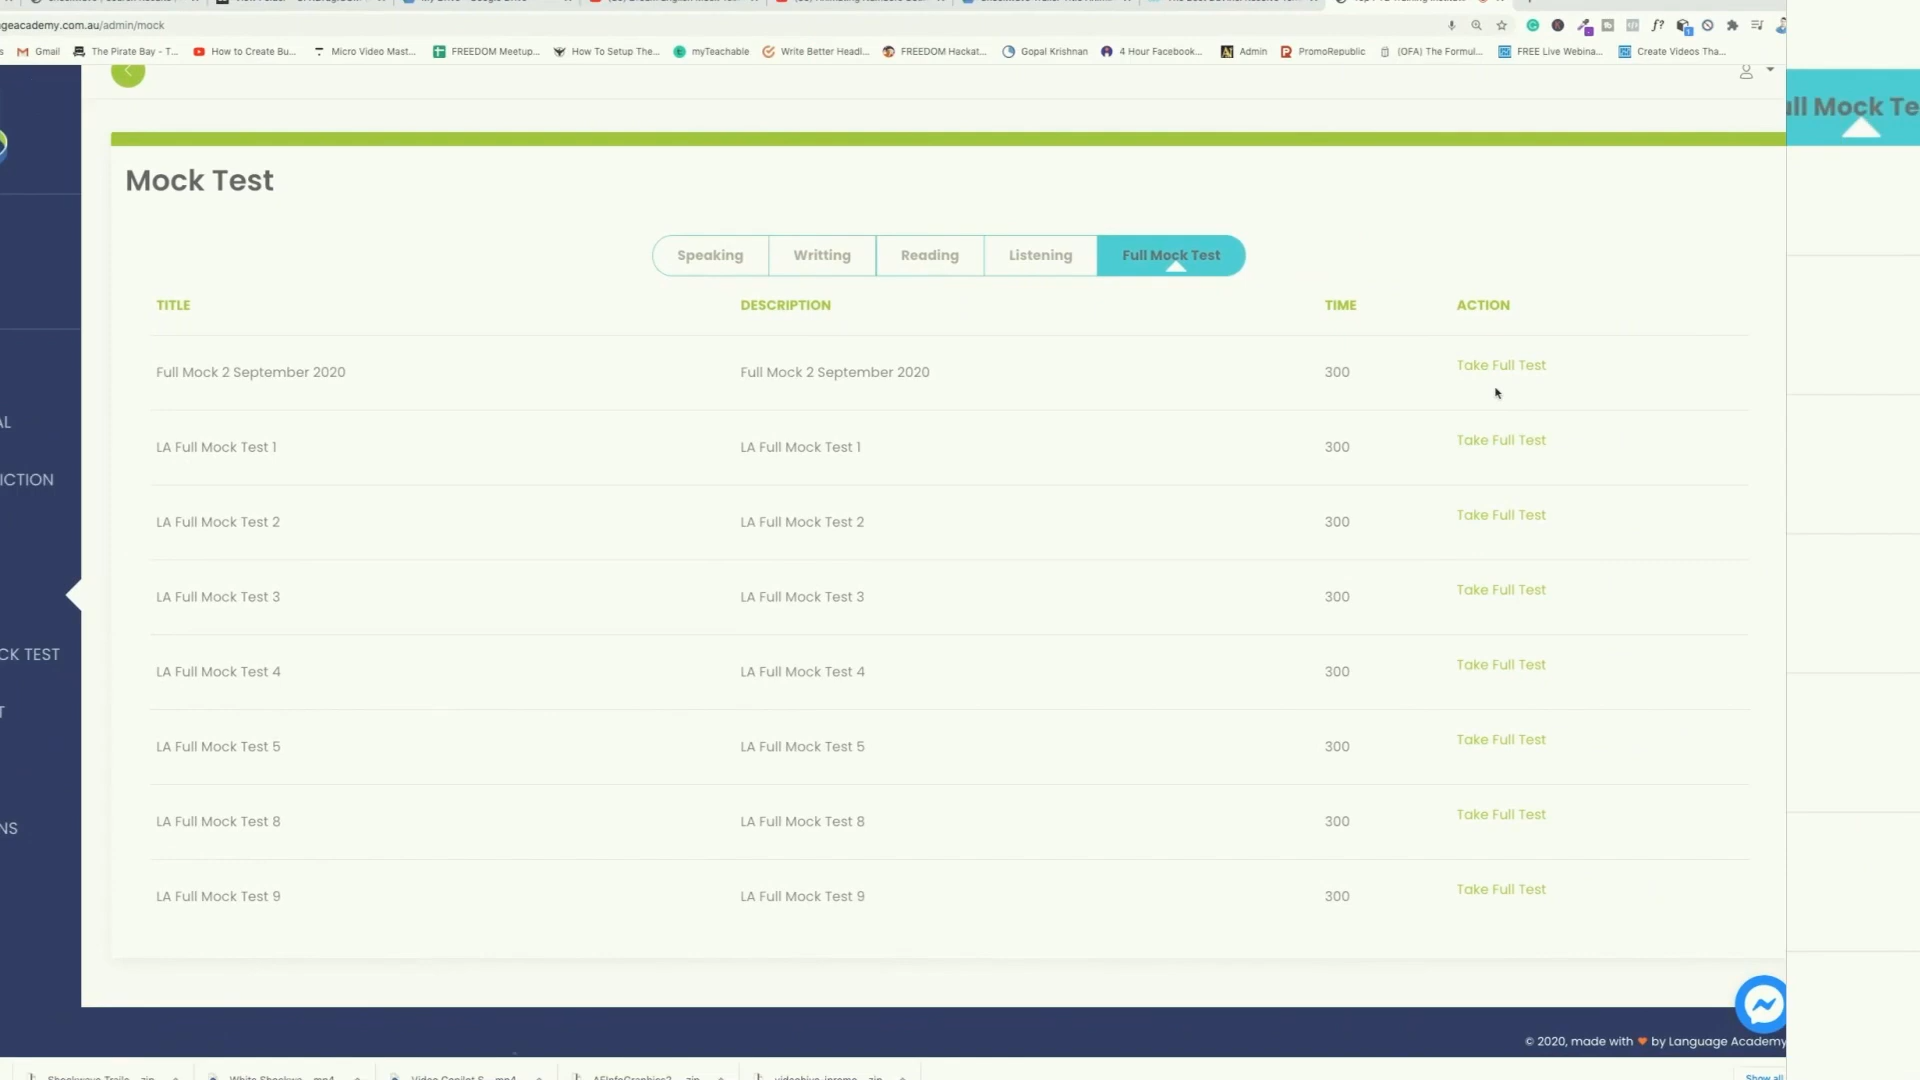 geacademy.com.au/admin/mock
Gmail The Pirate Bay - T... How to Create Bu... Micro Video Mast... FREEDOM Meetup... How To Setup The... myTeachable Write Better Headl... FREEDOM Hackat... Gopal Krishnan 4 Hour Facebook... Admin PromoRepublic (OFA) The Formul... FREE Live Webina... Create Videos Tha...
ull Mock Te
Mock Test
Speaking Writting Reading Listening Full Mock Test
TITLE DESCRIPTION TIME ACTION
Full Mock 2 September 2020 Full Mock 2 September 2020 300 Take Full Test
AL
LA Full Mock Test 1 LA Full Mock Test 1 300 Take Full Test
ICTION
LA Full Mock Test 2 LA Full Mock Test 2 300 Take Full Test
LA Full Mock Test 3 LA Full Mock Test 3 300 Take Full Test
CK TEST
LA Full Mock Test 4 LA Full Mock Test 4 300 Take Full Test
T
LA Full Mock Test 5 LA Full Mock Test 5 300 Take Full Test
NS
LA Full Mock Test 8 LA Full Mock Test 8 300 Take Full Test
LA Full Mock Test 9 LA Full Mock Test 9 300 Take Full Test
© 2020, made with ❤ by Language Academy
Show all